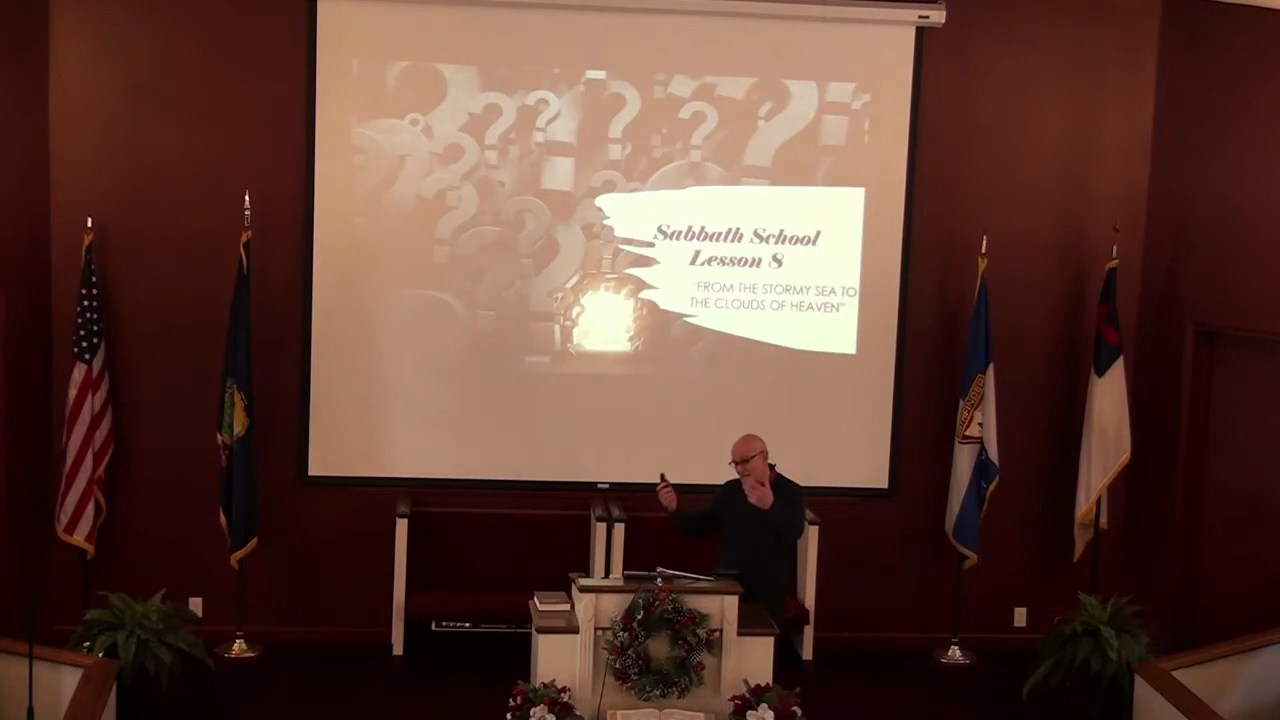 Sabbath School
Lesson 8
"FROM THE STORMY SEA TO
THE CLOUDS OF HEAVEN"